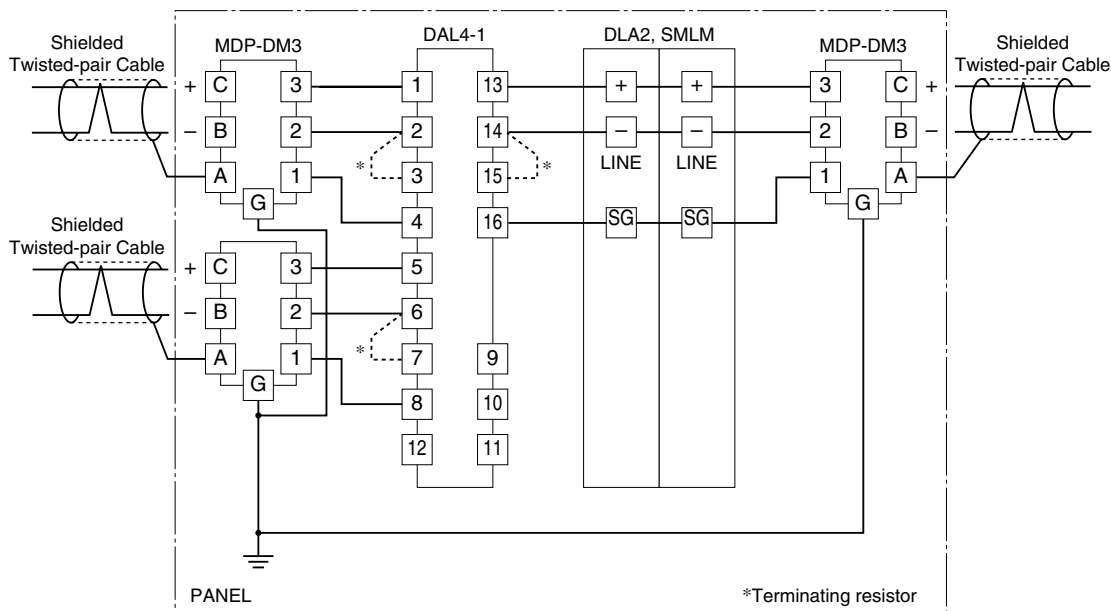 Shielded
Twisted-pair Cable
MDP-DM3
DAL4-1
DLA2, SMLM
MDP-DM3
Shielded
Twisted-pair Cable
+ C 3 1 13 + + 3 C +
– B 2 2 14 – – 2 B –
LINE LINE
* *
A 1 3 15 1 A
G G
4 16 SG SG
Shielded
Twisted-pair Cable
+ C 3 5
– B 2 6
*
A 1 7 9
G
8 10
12 11
PANEL
*Terminating resistor